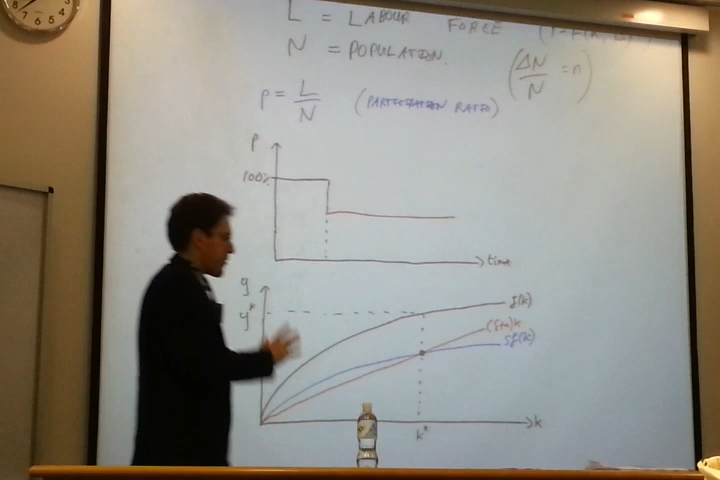 L = LABOUR FORCE
N = POPULATION.
(ΔN/N = n)
P = L/N (PARTICIPATION RATIO)
P
100%
time
y
y*
f(k)
(δ+n)k
sf(k)
k
k*